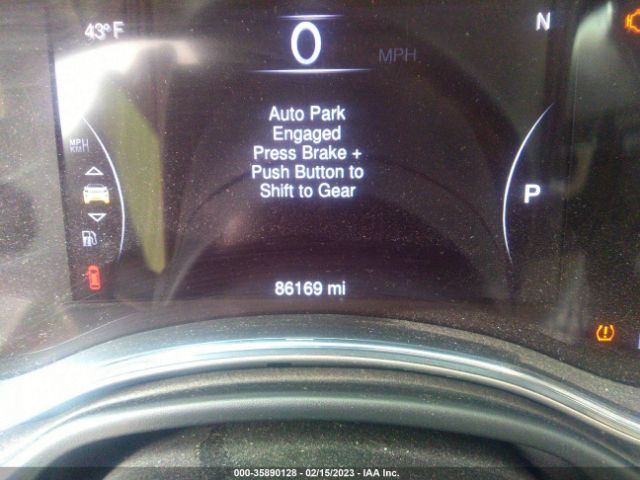 43° F
0
MPH
N
Auto Park
Engaged
Press Brake +
Push Button to
Shift to Gear
MPH
KM/H
P
86169 mi
000-35890128 - 02/15/2023 - IAA Inc.